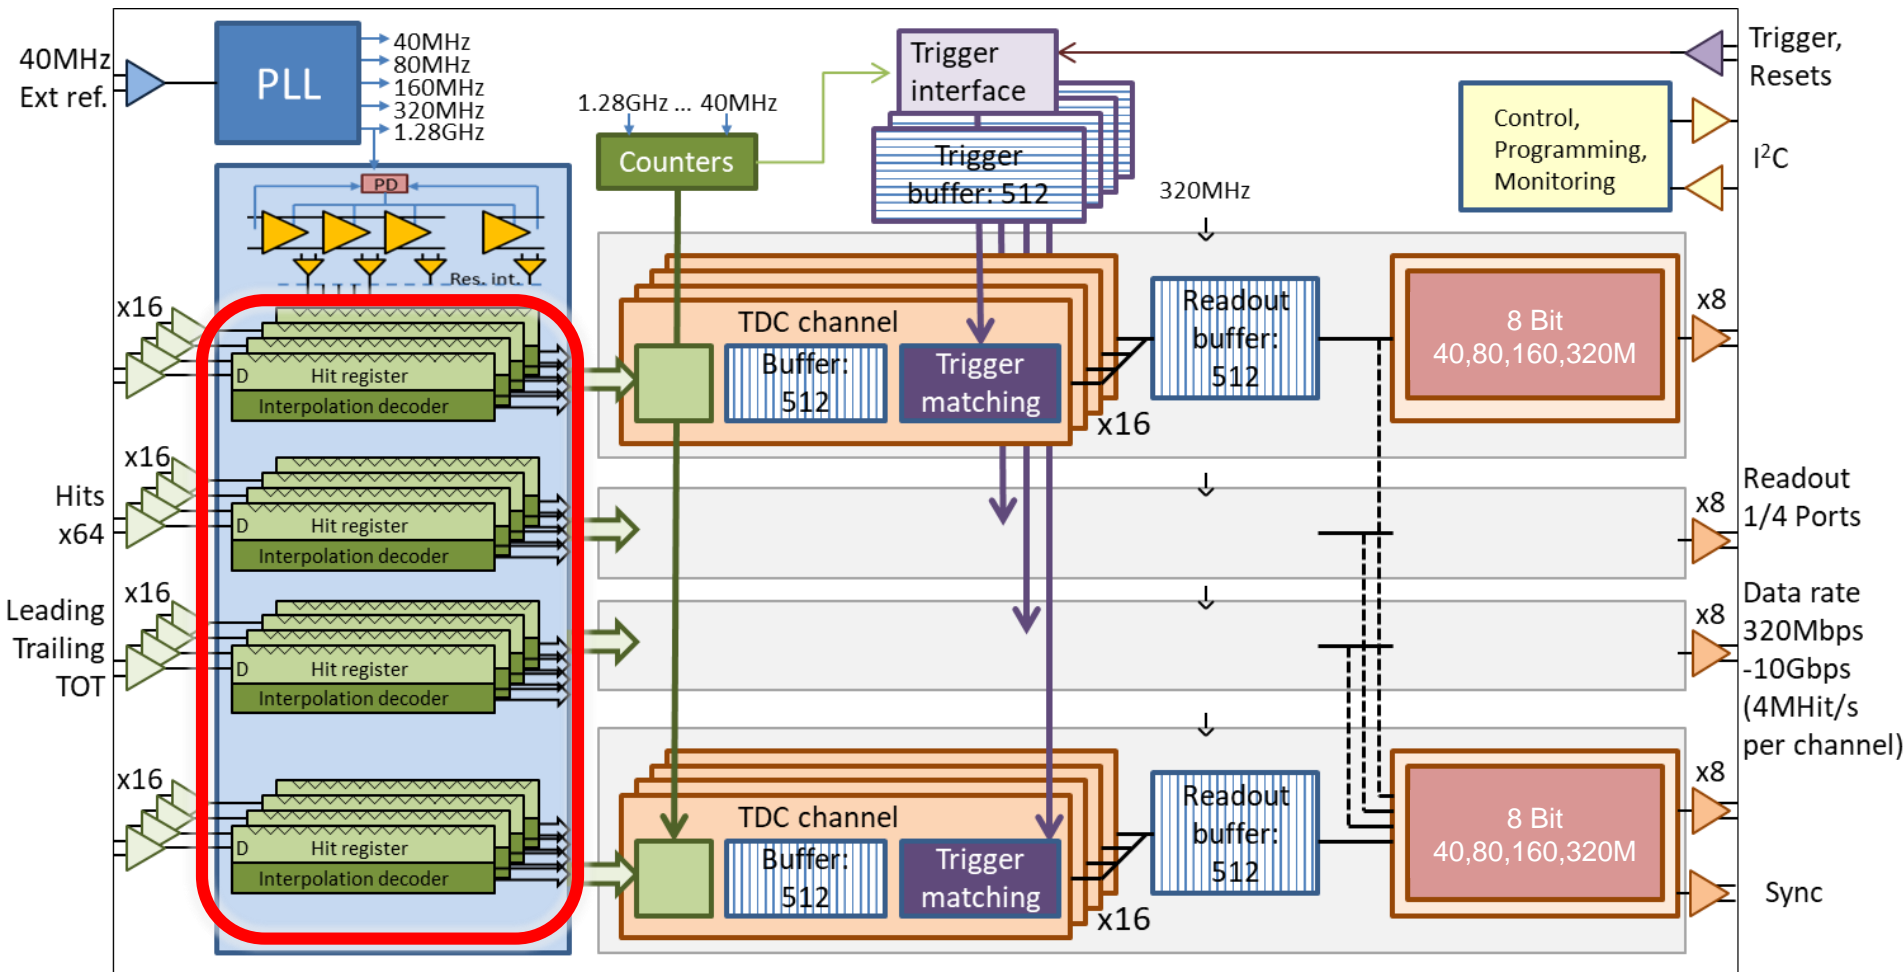 40MHz
Ext ref.
PLL
40MHz
80MHz
160MHz
320MHz
1.28GHz
1.28GHz ... 40MHz
Counters
Trigger
interface
Trigger
buffer: 512
Trigger,
Resets
Control,
Programming,
Monitoring
I²C
320MHz
PD
Res. int.
x16
D
Hit register
Interpolation decoder
TDC channel
Buffer:
512
Trigger
matching
x16
Readout
buffer:
512
8 Bit
40,80,160,320M
x8
Hits
x64
x16
D
Hit register
Interpolation decoder
x8
Readout
1/4 Ports
Leading
Trailing
TOT
x16
D
Hit register
Interpolation decoder
x8
Data rate
320Mbps
-10Gbps
(4MHit/s
per channel)
x16
D
Hit register
Interpolation decoder
TDC channel
Buffer:
512
Trigger
matching
x16
Readout
buffer:
512
8 Bit
40,80,160,320M
x8
Sync